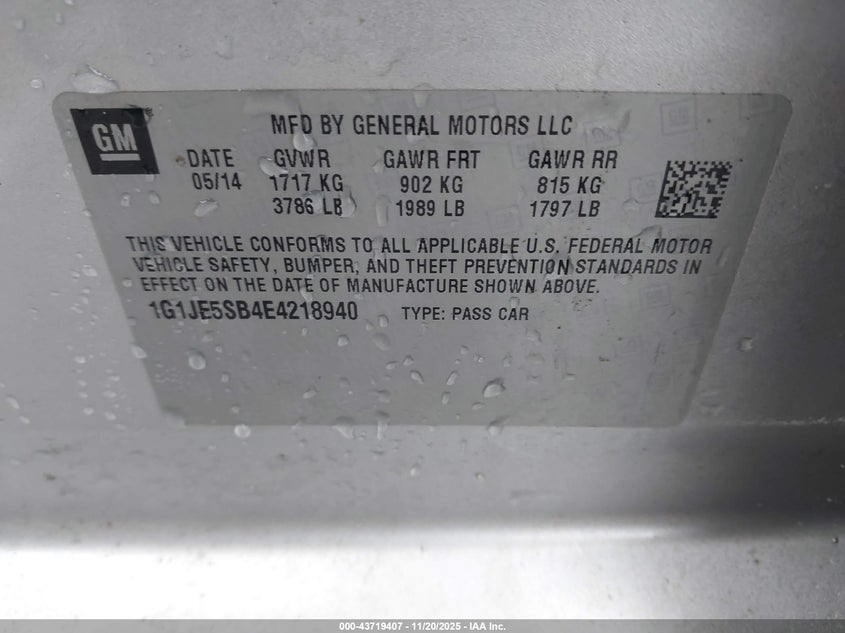 GM
MFD BY GENERAL MOTORS LLC
DATE GVWR GAWR FRT GAWR RR
05/14 1717 KG 902 KG 815 KG
3786 LB 1989 LB 1797 LB
THIS VEHICLE CONFORMS TO ALL APPLICABLE U.S. FEDERAL MOTOR
VEHICLE SAFETY, BUMPER, AND THEFT PREVENTION STANDARDS IN
EFFECT ON THE DATE OF MANUFACTURE SHOWN ABOVE.
1G1JE5SB4E4218940 TYPE: PASS CAR
000-43719407 - 11/20/2025 - IAA Inc.